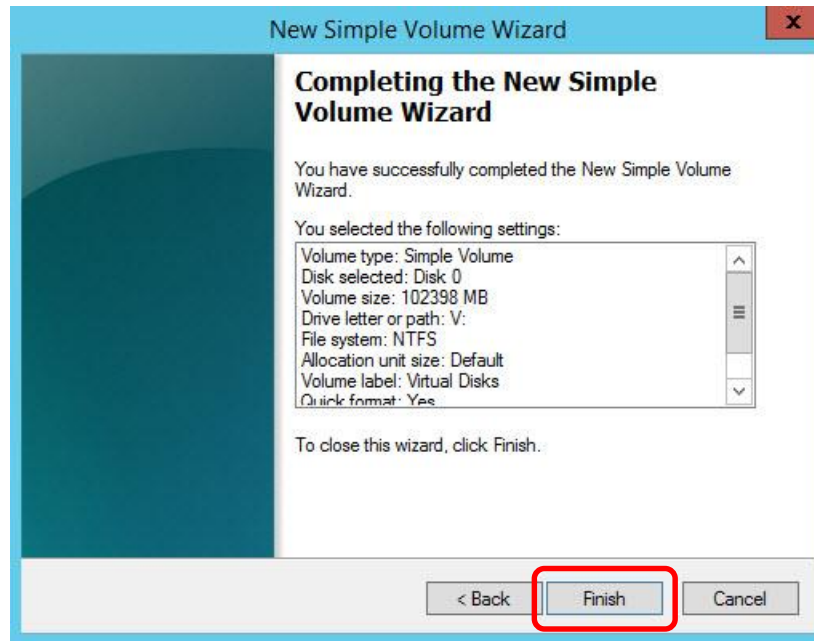 New Simple Volume Wizard
x
Completing the New Simple
Volume Wizard
You have successfully completed the New Simple Volume
Wizard.
You selected the following settings:
Volume type: Simple Volume
Disk selected: Disk 0
Volume size: 102398 MB
Drive letter or path: V:
File system: NTFS
Allocation unit size: Default
Volume label: Virtual Disks
Quick format: Yes
To close this wizard, click Finish.
< Back Finish Cancel